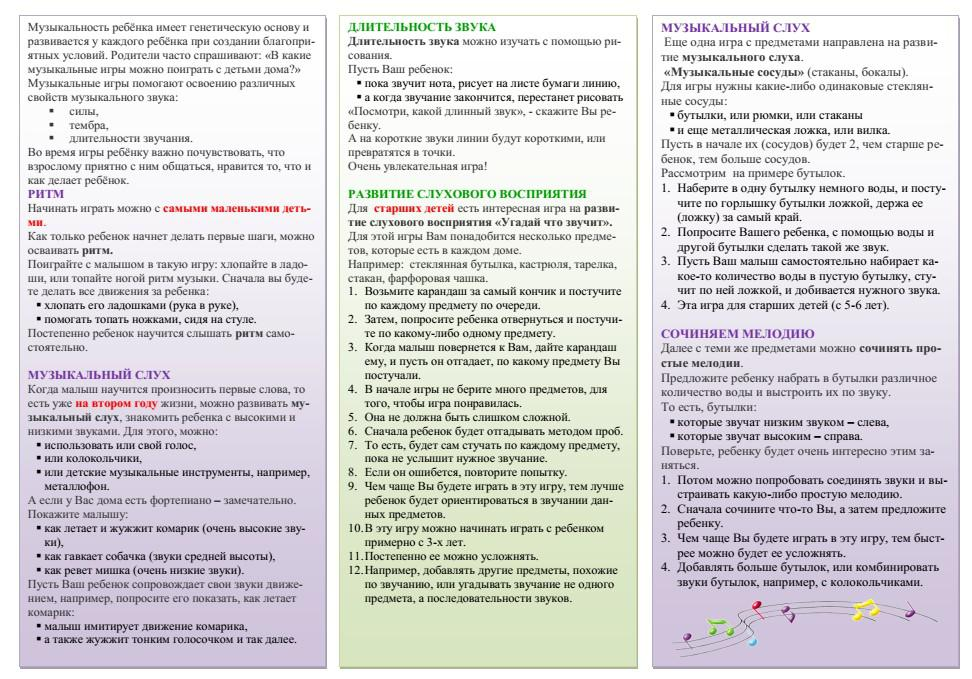 Музыкальность ребёнка имеет генетическую основу и
развивается у каждого ребёнка при создании благопри-
ятных условий. Родители часто спрашивают: «В какие
музыкальные игры можно поиграть с детьми дома?»
Музыкальные игры помогают освоению различных
свойств музыкального звука:
▪ силы,
▪ тембра,
▪ длительности звучания.
Во время игры ребёнку важно почувствовать, что
взрослому приятно с ним общаться, нравится то, что и
как делает ребёнок.
РИТМ
Начинать играть можно с самыми маленькими деть-
ми.
Как только ребенок начнет делать первые шаги, можно
осваивать ритм.
Поиграйте с малышом в такую игру: хлопайте в ладо-
ши, или топайте ногой ритм музыки. Сначала вы буде-
те делать все движения за ребенка:
▪ хлопать его ладошками (рука в руке),
▪ помогать топать ножками, сидя на стуле.
Постепенно ребенок научится слышать ритм само-
стоятельно.
МУЗЫКАЛЬНЫЙ СЛУХ
Когда малыш научится произносить первые слова, то
есть уже на втором году жизни, можно развивать му-
зыкальный слух, знакомить ребенка с высокими и
низкими звуками. Для этого, можно:
▪ использовать или свой голос,
▪ или колокольчики,
▪ или детские музыкальные инструменты, например,
металлофон.
А если у Вас дома есть фортепиано – замечательно.
Покажите малышу:
▪ как летает и жужжит комарик (очень высокие зву-
ки),
▪ как гавкает собачка (звуки средней высоты),
▪ как ревет мишка (очень низкие звуки).
Пусть Ваш ребенок сопровождает свои звуки движе-
нием, например, попросите его показать, как летает
комарик:
▪ малыш имитирует движение комарика,
▪ а также жужжит тонким голосочком и так далее.
ДЛИТЕЛЬНОСТЬ ЗВУКА
Длительность звука можно изучать с помощью ри-
сования.
Пусть Ваш ребенок:
▪ пока звучит нота, рисует на листе бумаги линию,
▪ а когда звучание закончится, перестанет рисовать
«Посмотри, какой длинный звук», - скажите Вы ре-
бенку.
А на короткие звуки линии будут короткими, или
превратятся в точки.
Очень увлекательная игра!
РАЗВИТИЕ СЛУХОВОГО ВОСПРИЯТИЯ
Для старших детей есть интересная игра на разви-
тие слухового восприятия «Угадай что звучит».
Для этой игры Вам понадобится несколько предме-
тов, которые есть в каждом доме.
Например: стеклянная бутылка, кастрюля, тарелка,
стакан, фарфоровая чашка.
1. Возьмите карандаш за самый кончик и постучите
по каждому предмету по очереди.
2. Затем, попросите ребенка отвернуться и постучи-
те по какому-либо одному предмету.
3. Когда малыш повернется к Вам, дайте карандаш
ему, и пусть он отгадает, по какому предмету Вы
постучали.
4. В начале игры не берите много предметов, для
того, чтобы игра понравилась.
5. Она не должна быть слишком сложной.
6. Сначала ребенок будет отгадывать методом проб.
7. То есть, будет сам стучать по каждому предмету,
пока не услышит нужное звучание.
8. Если он ошибется, повторите попытку.
9. Чем чаще Вы будете играть в эту игру, тем лучше
ребенок будет ориентироваться в звучании дан-
ных предметов.
10.В эту игру можно начинать играть с ребенком
примерно с 3-х лет.
11.Постепенно ее можно усложнять.
12.Например, добавлять другие предметы, похожие
по звучанию, или угадывать звучание не одного
предмета, а последовательности звуков.
МУЗЫКАЛЬНЫЙ СЛУХ
Еще одна игра с предметами направлена на разви-
тие музыкального слуха.
«Музыкальные сосуды» (стаканы, бокалы).
Для игры нужны какие-либо одинаковые стеклян-
ные сосуды:
▪ бутылки, или рюмки, или стаканы
▪ и еще металлическая ложка, или вилка.
Пусть в начале их (сосудов) будет 2, чем старше ре-
бенок, тем больше сосудов.
Рассмотрим на примере бутылок.
1. Наберите в одну бутылку немного воды, и посту-
чите по горлышку бутылки ложкой, держа ее
(ложку) за самый край.
2. Попросите Вашего ребенка, с помощью воды и
другой бутылки сделать такой же звук.
3. Пусть Ваш малыш самостоятельно набирает ка-
кое-то количество воды в пустую бутылку, сту-
чит по ней ложкой, и добивается нужного звука.
4. Эта игра для старших детей (с 5-6 лет).
СОЧИНЯЕМ МЕЛОДИЮ
Далее с теми же предметами можно сочинять про-
стые мелодии.
Предложите ребенку набрать в бутылки различное
количество воды и выстроить их по звуку.
То есть, бутылки:
▪ которые звучат низким звуком – слева,
▪ которые звучат высоким – справа.
Поверьте, ребенку будет очень интересно этим за-
няться.
1. Потом можно попробовать соединять звуки и вы-
страивать какую-либо простую мелодию.
2. Сначала сочините что-то Вы, а затем предложите
ребенку.
3. Чем чаще Вы будете играть в эту игру, тем быст-
рее можно будет ее усложнять.
4. Добавлять больше бутылок, или комбинировать
звуки бутылок, например, с колокольчиками.